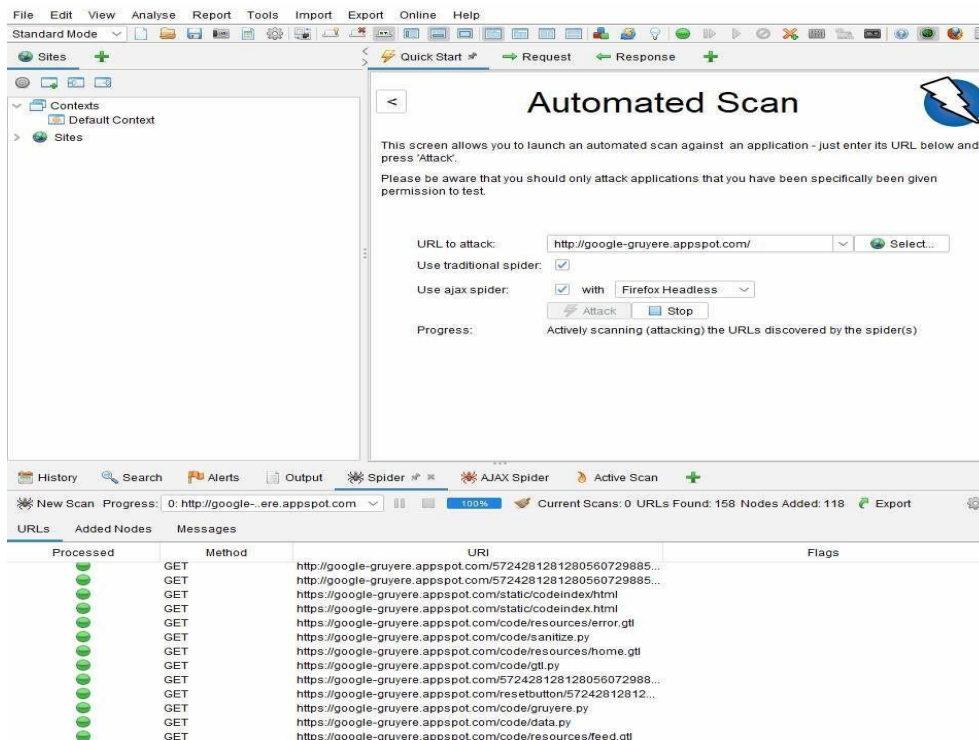 File Edit View Analyse Report Tools Import Export Online Help
Standard Mode
Sites
Quick Start
Request
Response
Contexts
Default Context
Sites
<
Automated Scan
This screen allows you to launch an automated scan against an application - just enter its URL below and
press 'Attack'.
Please be aware that you should only attack applications that you have been specifically been given
permission to test.
URL to attack: http://google-gruyere.appspot.com/ Select...
Use traditional spider:
Use ajax spider: with Firefox Headless
Attack Stop
Progress: Actively scanning (attacking) the URLs discovered by the spider(s)
History Search Alerts Output Spider AJAX Spider Active Scan
New Scan Progress: 0: http://google-..ere.appspot.com 100% Current Scans: 0 URLs Found: 158 Nodes Added: 118 Export
URLs Added Nodes Messages
Processed Method URI Flags
GET http://google-gruyere.appspot.com/5724281281280560729885...
GET http://google-gruyere.appspot.com/5724281281280560729885...
GET https://google-gruyere.appspot.com/static/codeindex/html
GET https://google-gruyere.appspot.com/static/codeindex.html
GET https://google-gruyere.appspot.com/code/resources/error.gtl
GET https://google-gruyere.appspot.com/code/sanitize.py
GET https://google-gruyere.appspot.com/code/resources/home.gtl
GET https://google-gruyere.appspot.com/code/gtl.py
GET https://google-gruyere.appspot.com/572428128128056072988...
GET https://google-gruyere.appspot.com/resetbutton/57242812812...
GET https://google-gruyere.appspot.com/code/gruyere.py
GET https://google-gruyere.appspot.com/code/data.py
GET https://google-gruyere.appspot.com/code/resources/feed.gtl